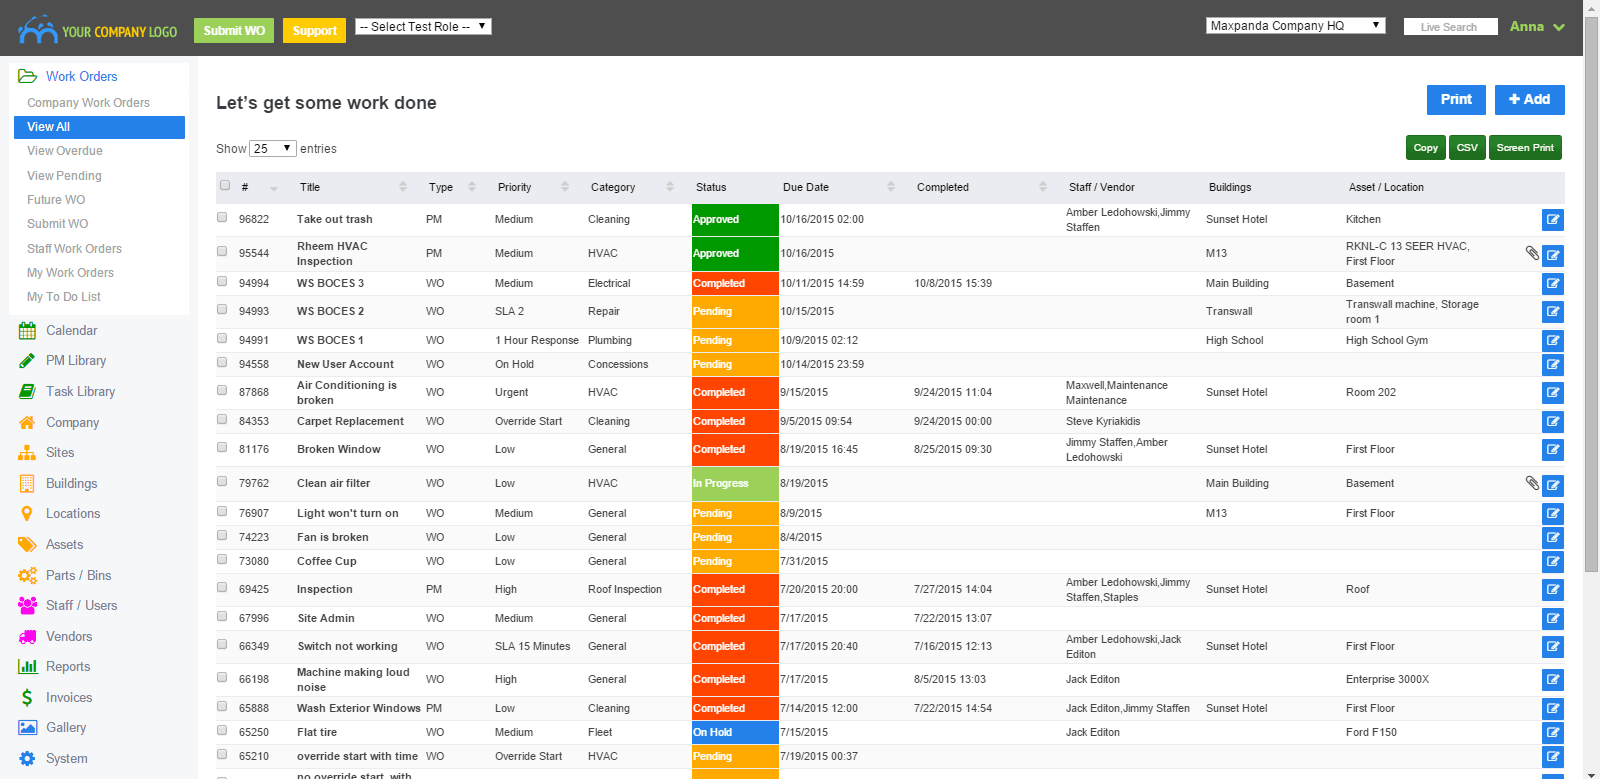 YOUR COMPANY LOGO
Submit WO
Support
-- Select Test Role --
Maxpanda Company HQ
Live Search
Anna
Work Orders
Company Work Orders
View All
View Overdue
View Pending
Future WO
Submit WO
Staff Work Orders
My Work Orders
My To Do List
Calendar
PM Library
Task Library
Company
Sites
Buildings
Locations
Assets
Parts / Bins
Staff / Users
Vendors
Reports
Invoices
Gallery
System
Let's get some work done
Print
Add
Show 25 entries
Copy
CSV
Screen Print
# Title Type Priority Category Status Due Date Completed Staff / Vendor Buildings Asset / Location
96822 Take out trash PM Medium Cleaning Approved 10/16/2015 02:00 Amber Ledohowski,Jimmy Staffen Sunset Hotel Kitchen
95544 Rheem HVAC Inspection PM Medium HVAC Approved 10/16/2015 M13 RKNL-C 13 SEER HVAC, First Floor
94994 WS BOCES 3 WO Medium Electrical Completed 10/11/2015 14:59 10/8/2015 15:39 Main Building Basement
94993 WS BOCES 2 WO SLA 2 Repair Pending 10/15/2015 Transwall Transwall machine, Storage room 1
94991 WS BOCES 1 WO 1 Hour Response Plumbing Pending 10/9/2015 02:12 High School High School Gym
94558 New User Account WO On Hold Concessions Pending 10/14/2015 23:59
87868 Air Conditioning is broken WO Urgent HVAC Completed 9/15/2015 9/24/2015 11:04 Maxwell,Maintenance Maintenance Sunset Hotel Room 202
84353 Carpet Replacement WO Override Start Cleaning Completed 9/5/2015 09:54 9/24/2015 00:00 Steve Kyriakidis
81176 Broken Window WO Low General Completed 8/19/2015 16:45 8/25/2015 09:30 Jimmy Staffen,Amber Ledohowski Sunset Hotel First Floor
79762 Clean air filter WO Low HVAC In Progress 8/19/2015 Main Building Basement
76907 Light won't turn on WO Medium General Pending 8/9/2015 M13 First Floor
74223 Fan is broken WO Low General Pending 8/4/2015
73080 Coffee Cup WO Low General Pending 7/31/2015
69425 Inspection PM High Roof Inspection Completed 7/20/2015 20:00 7/27/2015 14:04 Amber Ledohowski,Jimmy Staffen,Staples Sunset Hotel Roof
67996 Site Admin WO Medium General Completed 7/17/2015 7/22/2015 13:07
66349 Switch not working WO SLA 15 Minutes General Completed 7/17/2015 20:40 7/16/2015 12:13 Amber Ledohowski,Jack Editon Sunset Hotel First Floor
66198 Machine making loud noise WO High General Completed 7/17/2015 8/5/2015 13:03 Jack Editon Enterprise 3000X
65888 Wash Exterior Windows PM Low Cleaning Completed 7/14/2015 12:00 7/22/2015 14:54 Jack Editon,Jimmy Staffen Sunset Hotel First Floor
65250 Flat tire WO Medium Fleet On Hold 7/15/2015 Jack Editon Ford F150
65210 override start with time WO Override Start HVAC Pending 7/19/2015 00:37
no override start, with